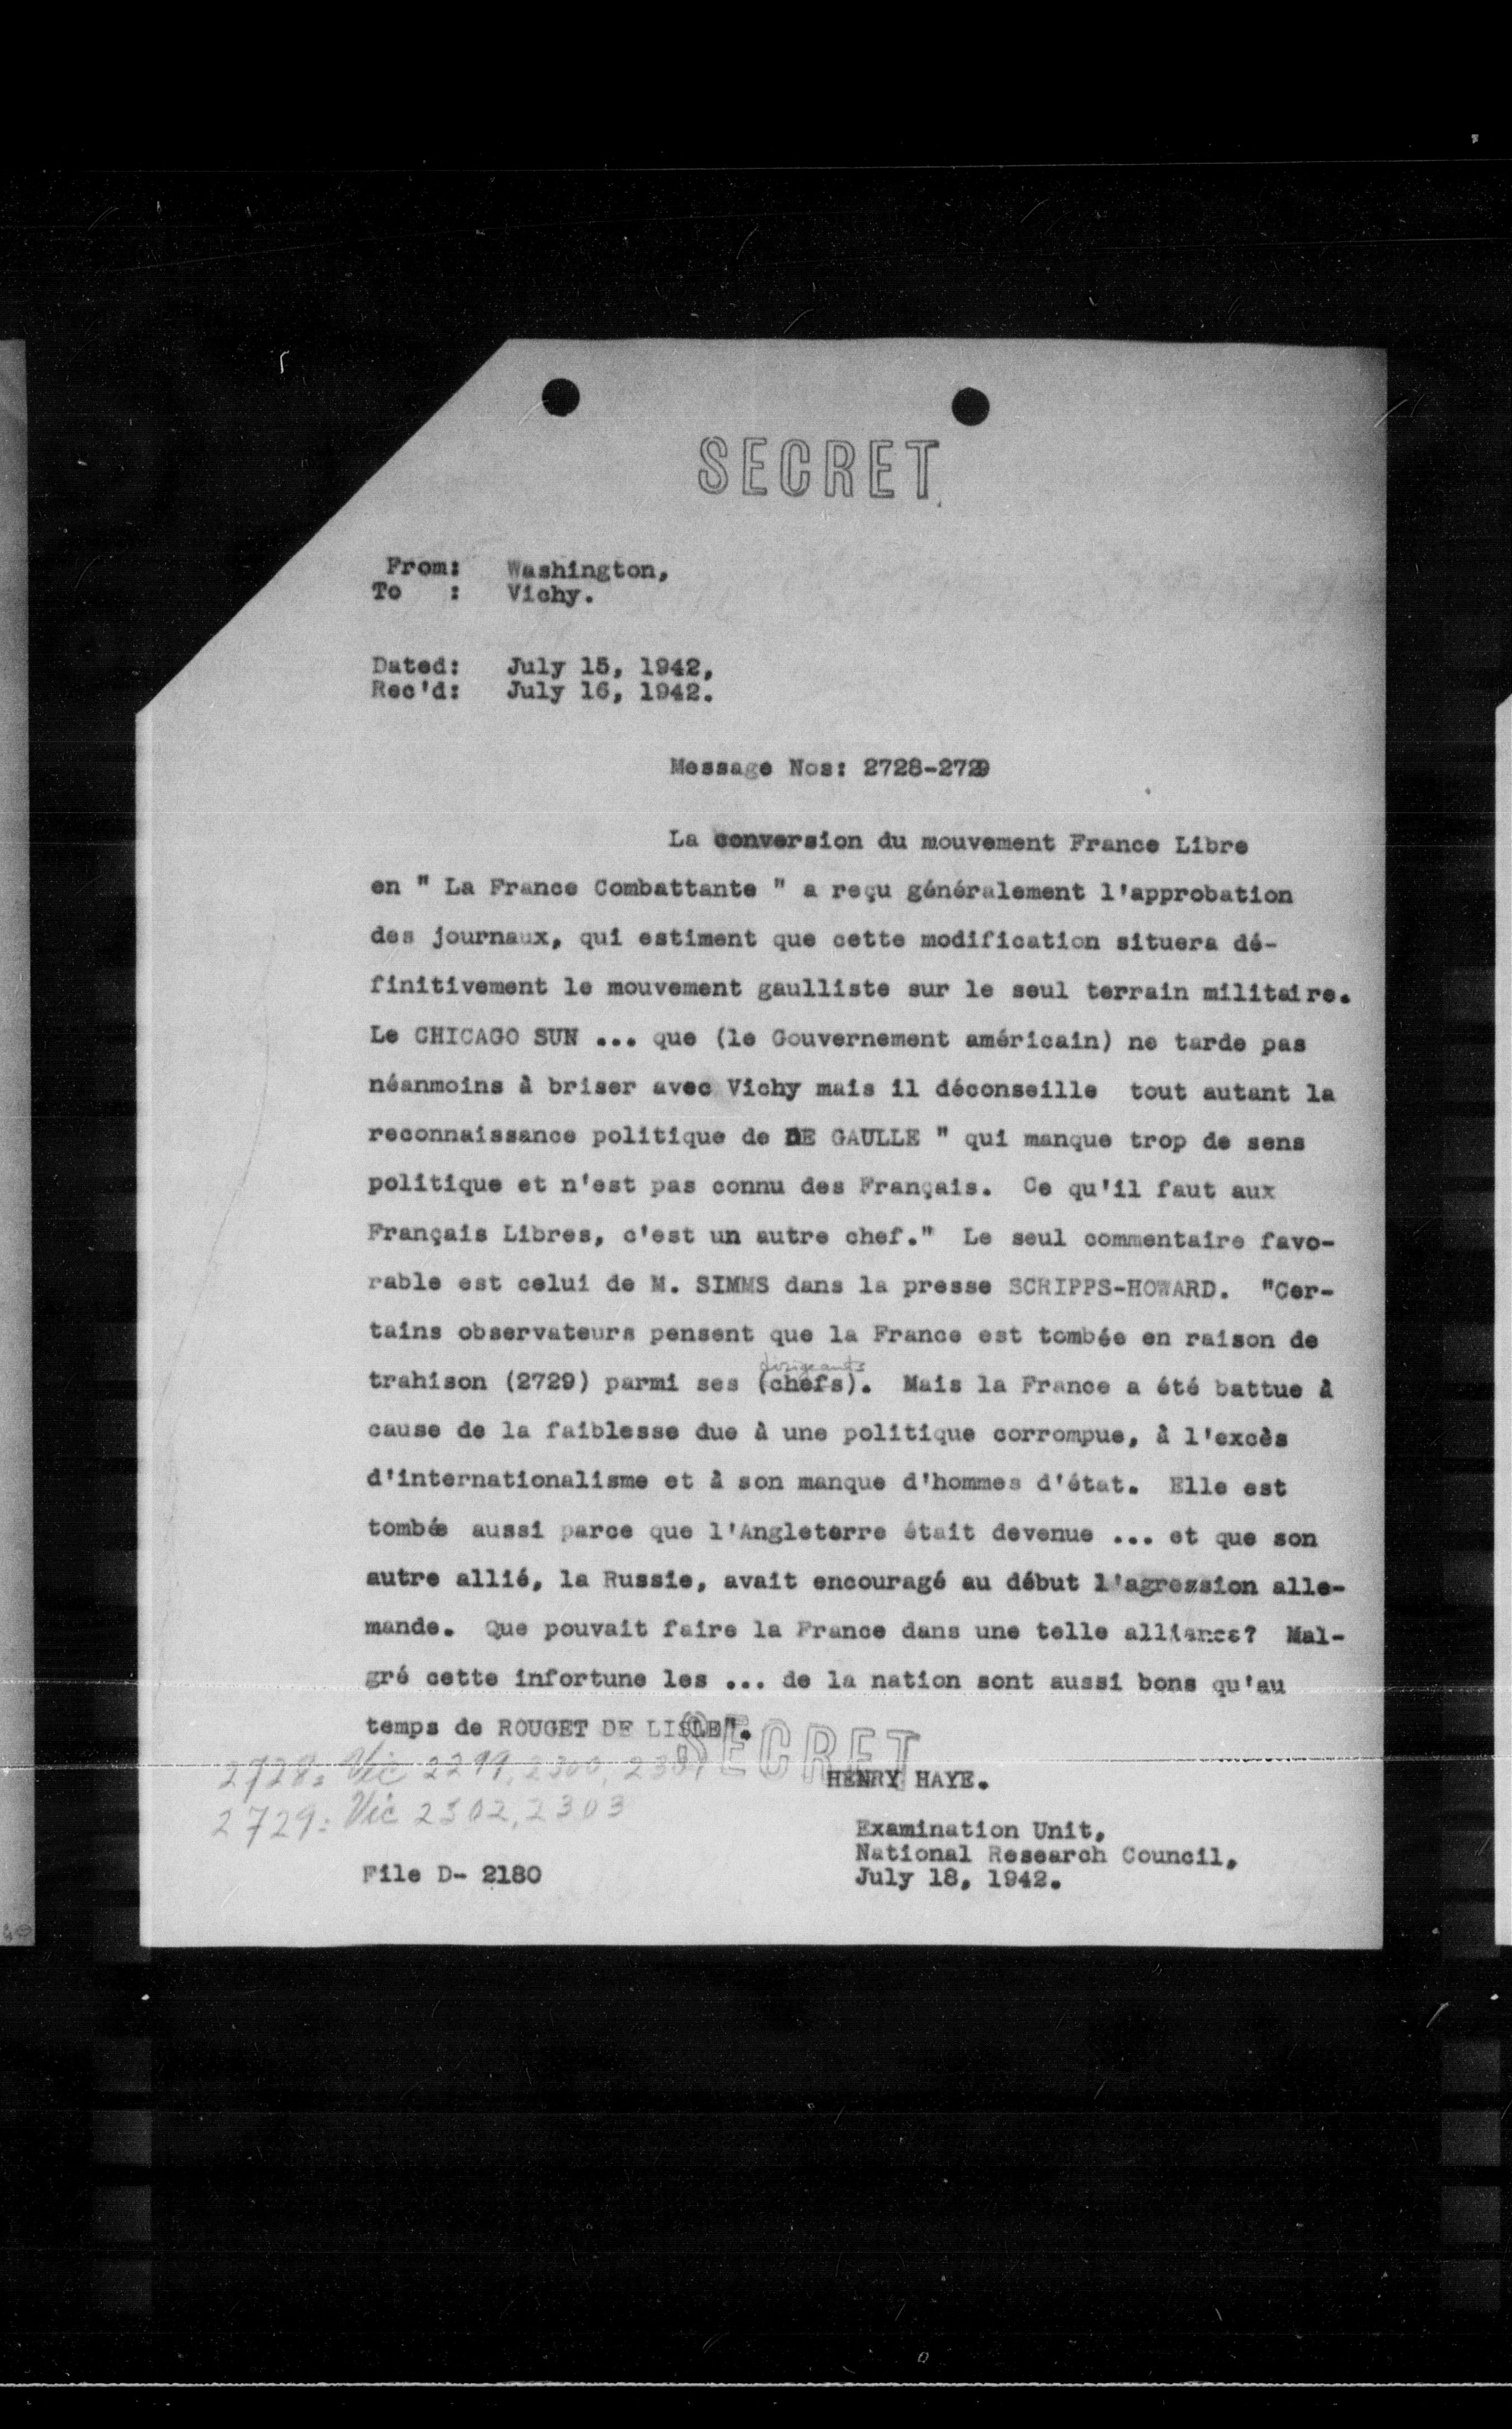 SECRET
From: Washington,
To : Vichy.
Dated: July 15, 1942,
Rec'd: July 16, 1942.
Message Nos: 2728-2729
La conversion du mouvement France Libre
en " La France Combattante " a reçu généralement l'approbation
des journaux, qui estiment que cette modification situera dé-
finitivement le mouvement gaulliste sur le seul terrain militaire.
Le CHICAGO SUN ... que (le Gouvernement américain) ne tarde pas
néanmoins à briser avec Vichy mais il déconseille tout autant la
reconnaissance politique de DE GAULLE " qui manque trop de sens
politique et n'est pas connu des Français. Ce qu'il faut aux
Français Libres, c'est un autre chef." Le seul commentaire favo-
rable est celui de M. SIMMS dans la presse SCRIPPS-HOWARD. "Cer-
tains observateurs pensent que la France est tombée en raison de
dirigeants
trahison (2729) parmi ses (chefs). Mais la France a été battue à
cause de la faiblesse due à une politique corrompue, à l'excès
d'internationalisme et à son manque d'hommes d'état. Elle est
tombée aussi parce que l'Angleterre était devenue ... et que son
autre allié, la Russie, avait encouragé au début l'agression alle-
mande. Que pouvait faire la France dans une telle alliance? Mal-
gré cette infortune les ... de la nation sont aussi bons qu'au
temps de ROUGET DE LISLE".
SECRET
2728: Vic 2299, 2300, 2301
HENRY HAYE.
2729: Vic 2302, 2303
Examination Unit,
National Research Council,
File D- 2180
July 18, 1942.